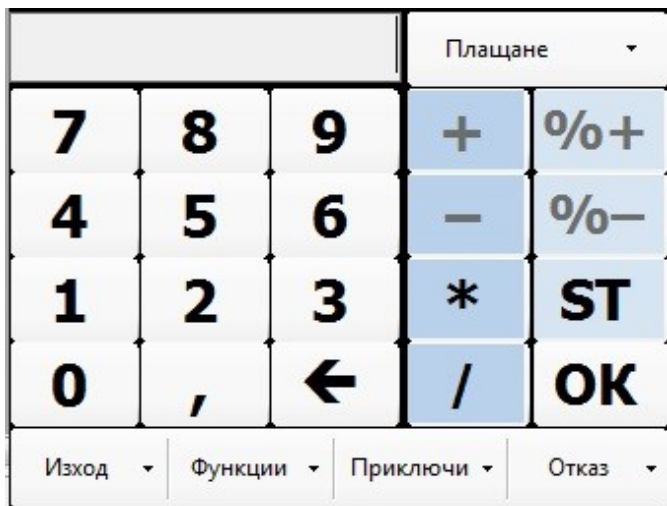 Плащане
7 8 9 + %+
4 5 6 − %−
1 2 3 * ST
0 , ← / OK
Изход Функции Приключи Отказ